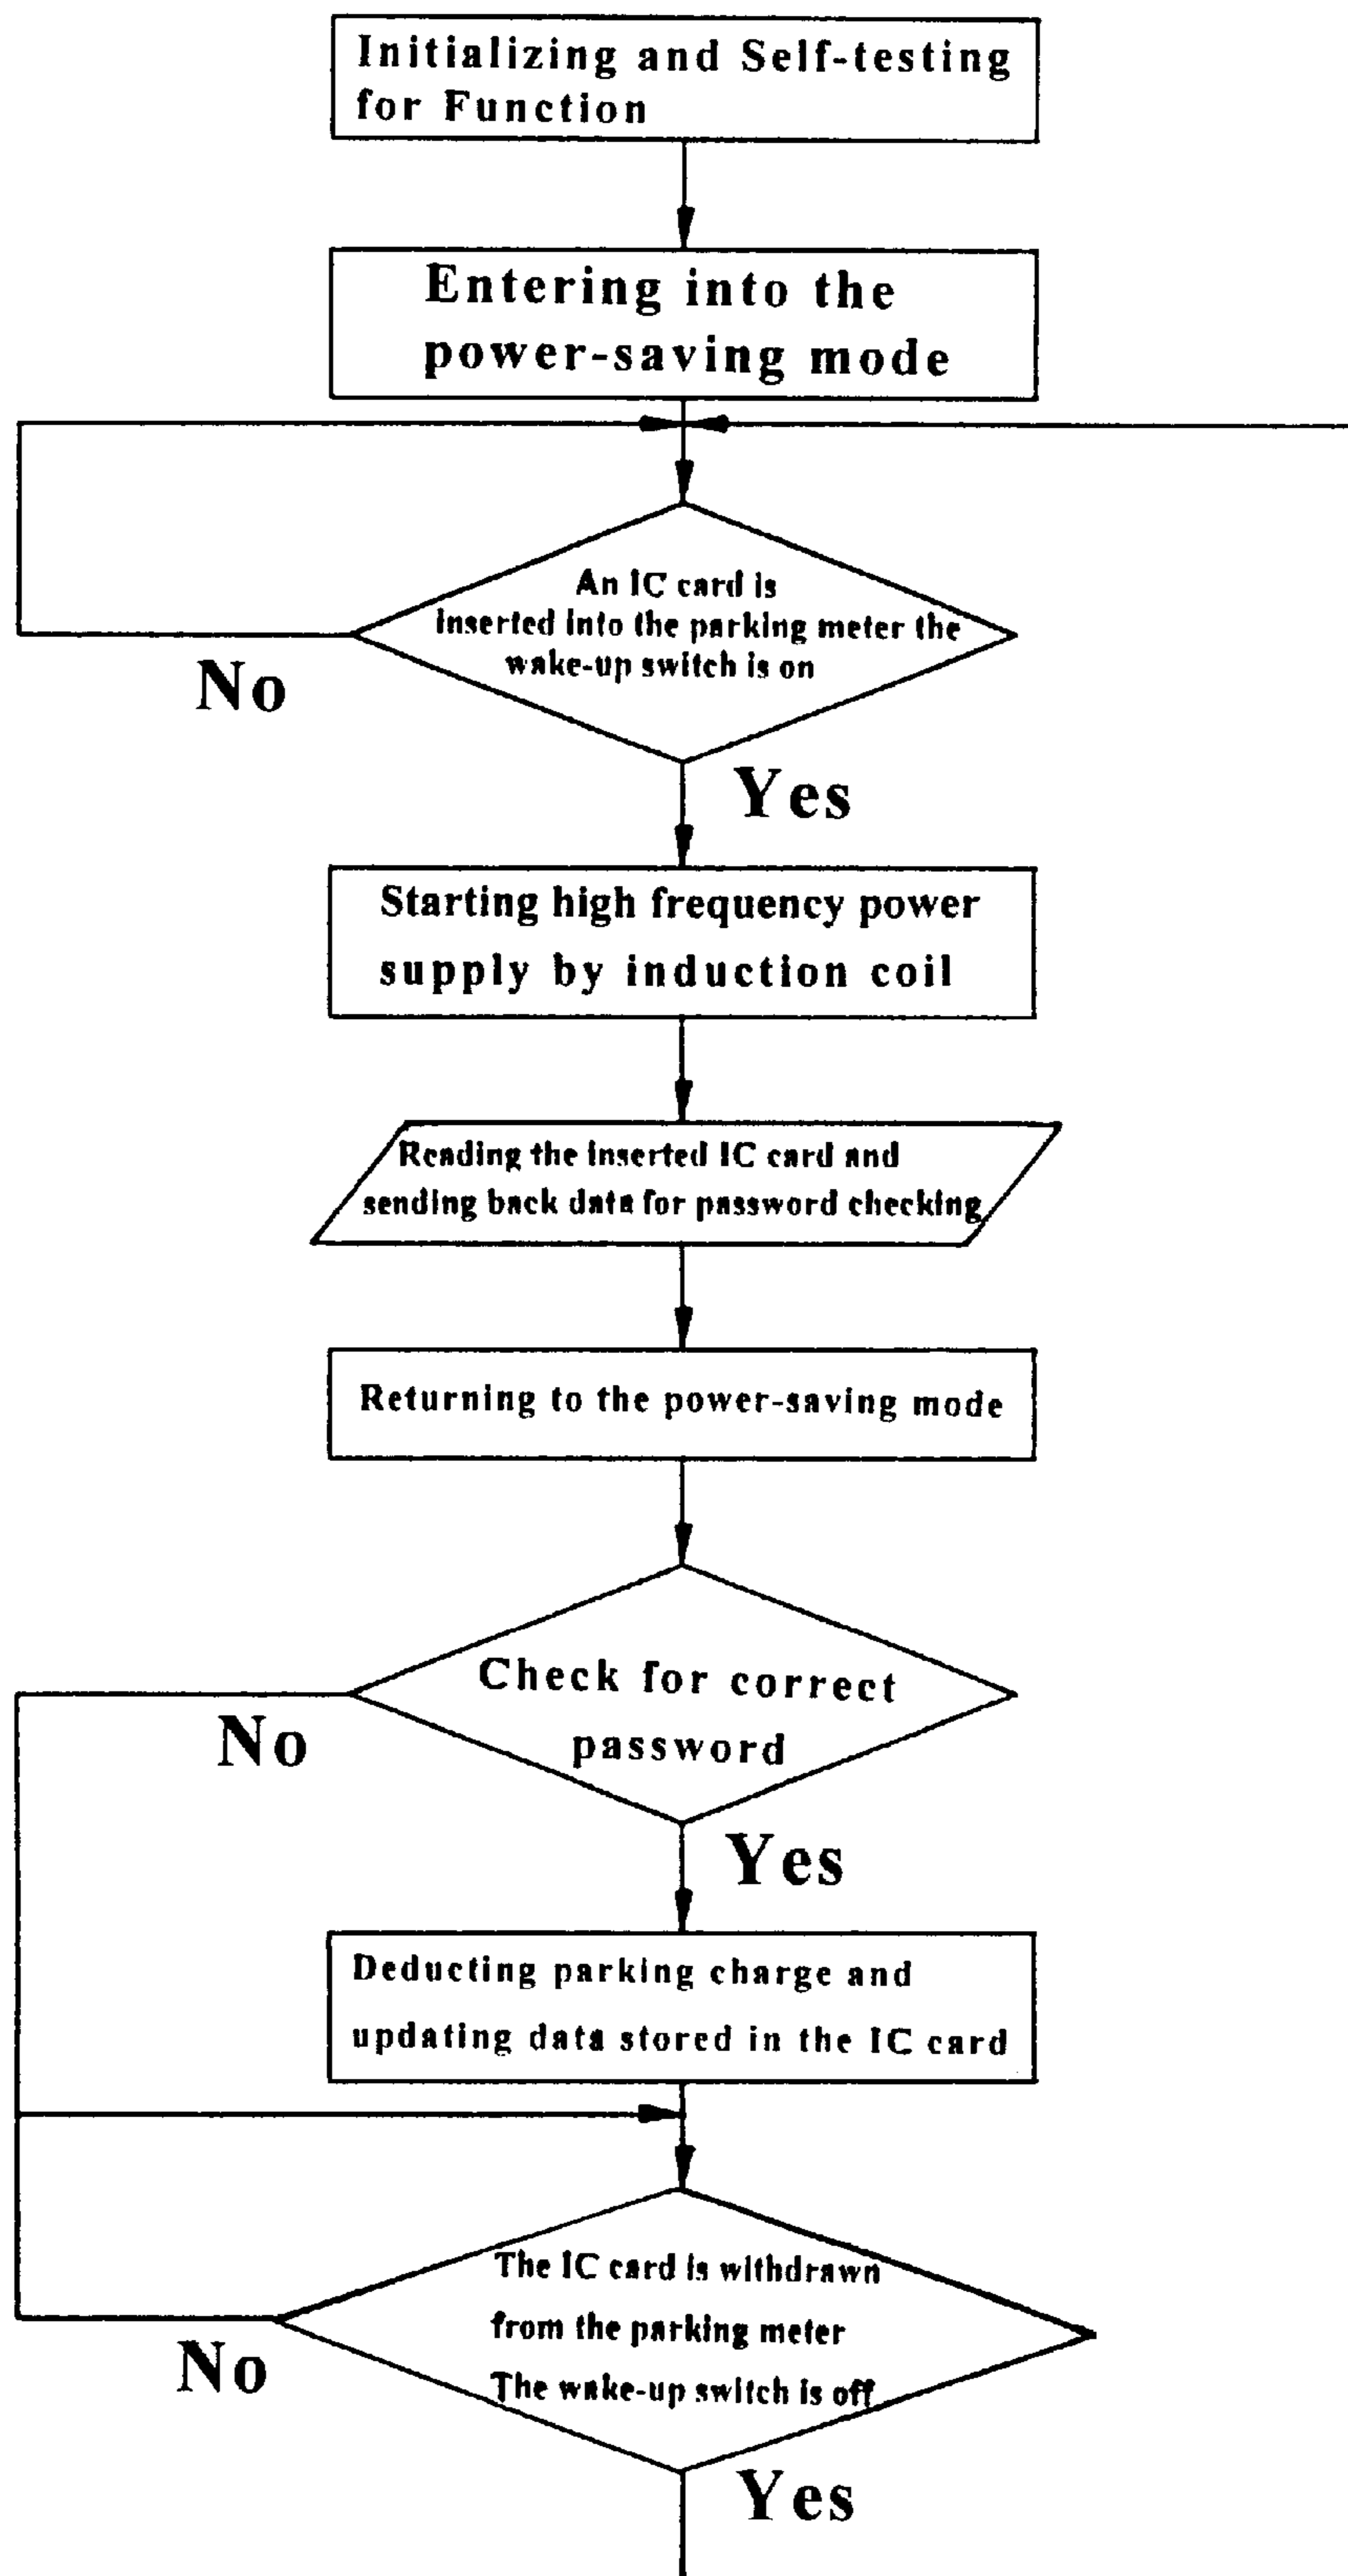 Initializing and Self-testing
for Function
Entering into the
power-saving mode
An IC card is
inserted into the parking meter the
wake-up switch is on
No
Yes
Starting high frequency power
supply by induction coil
Reading the inserted IC card and
sending back data for password checking
Returning to the power-saving mode
Check for correct
password
No
Yes
Deducting parking charge and
updating data stored in the IC card
The IC card is withdrawn
from the parking meter
The wake-up switch is off
No
Yes